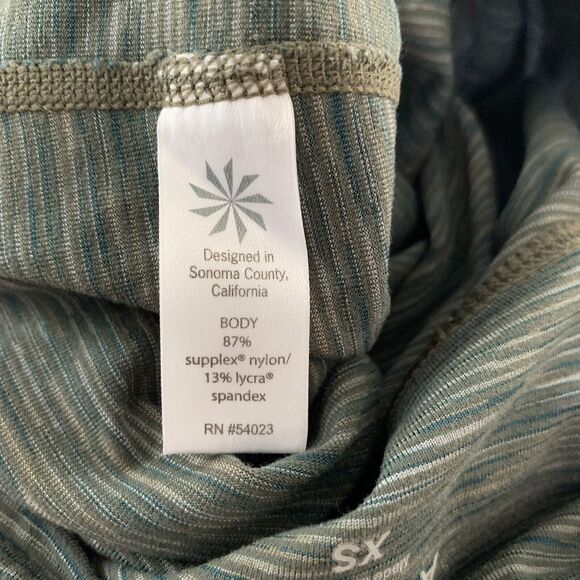 Designed in
Sonoma County,
California
BODY
87%
supplex® nylon/
13% lycra®
spandex
RN #54023
XS